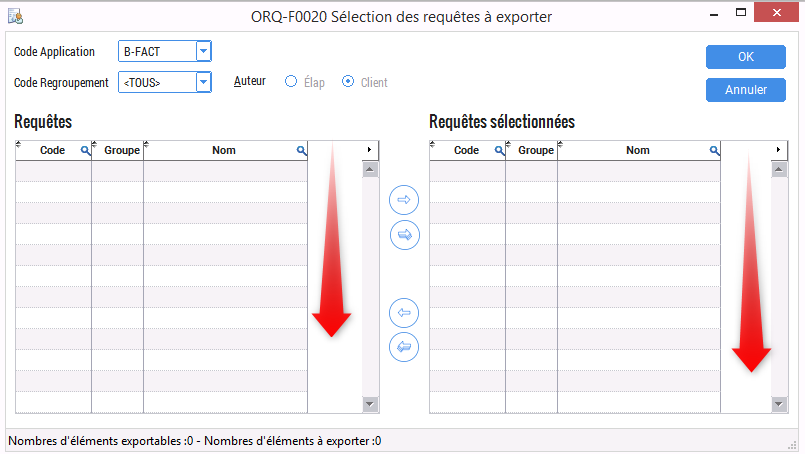 ORQ-F0020 Sélection des requêtes à exporter
Code Application B-FACT OK
Code Regroupement <TOUS> Auteur Élap Client Annuler
Requêtes Requêtes sélectionnées
Code Groupe Nom Code Groupe Nom
Nombres d'éléments exportables :0 - Nombres d'éléments à exporter :0